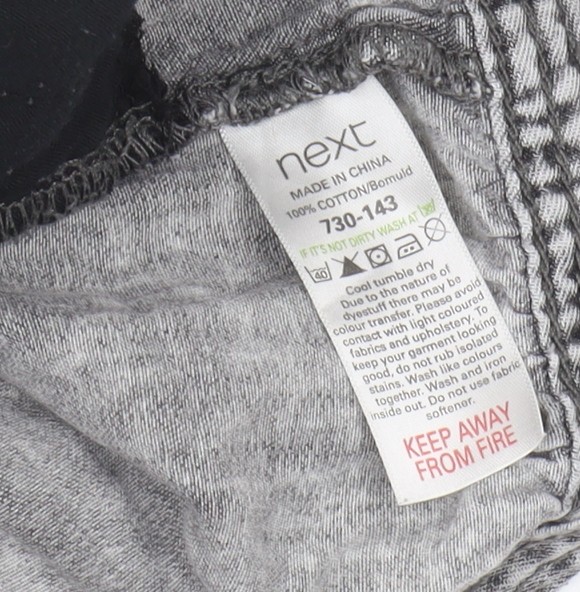 next
MADE IN CHINA
100% COTTON/Bomuld
730-143
IF IT'S NOT DIRTY WASH AT 30°
40
Cool tumble dry
Due to the nature of
dyestuff there may be
colour transfer. Please avoid
contact with light coloured
fabrics and upholstery. To
keep your garment looking
good, do not rub isolated
stains. Wash like colours
together. Wash and iron
inside out. Do not use fabric
softener.
KEEP AWAY
FROM FIRE